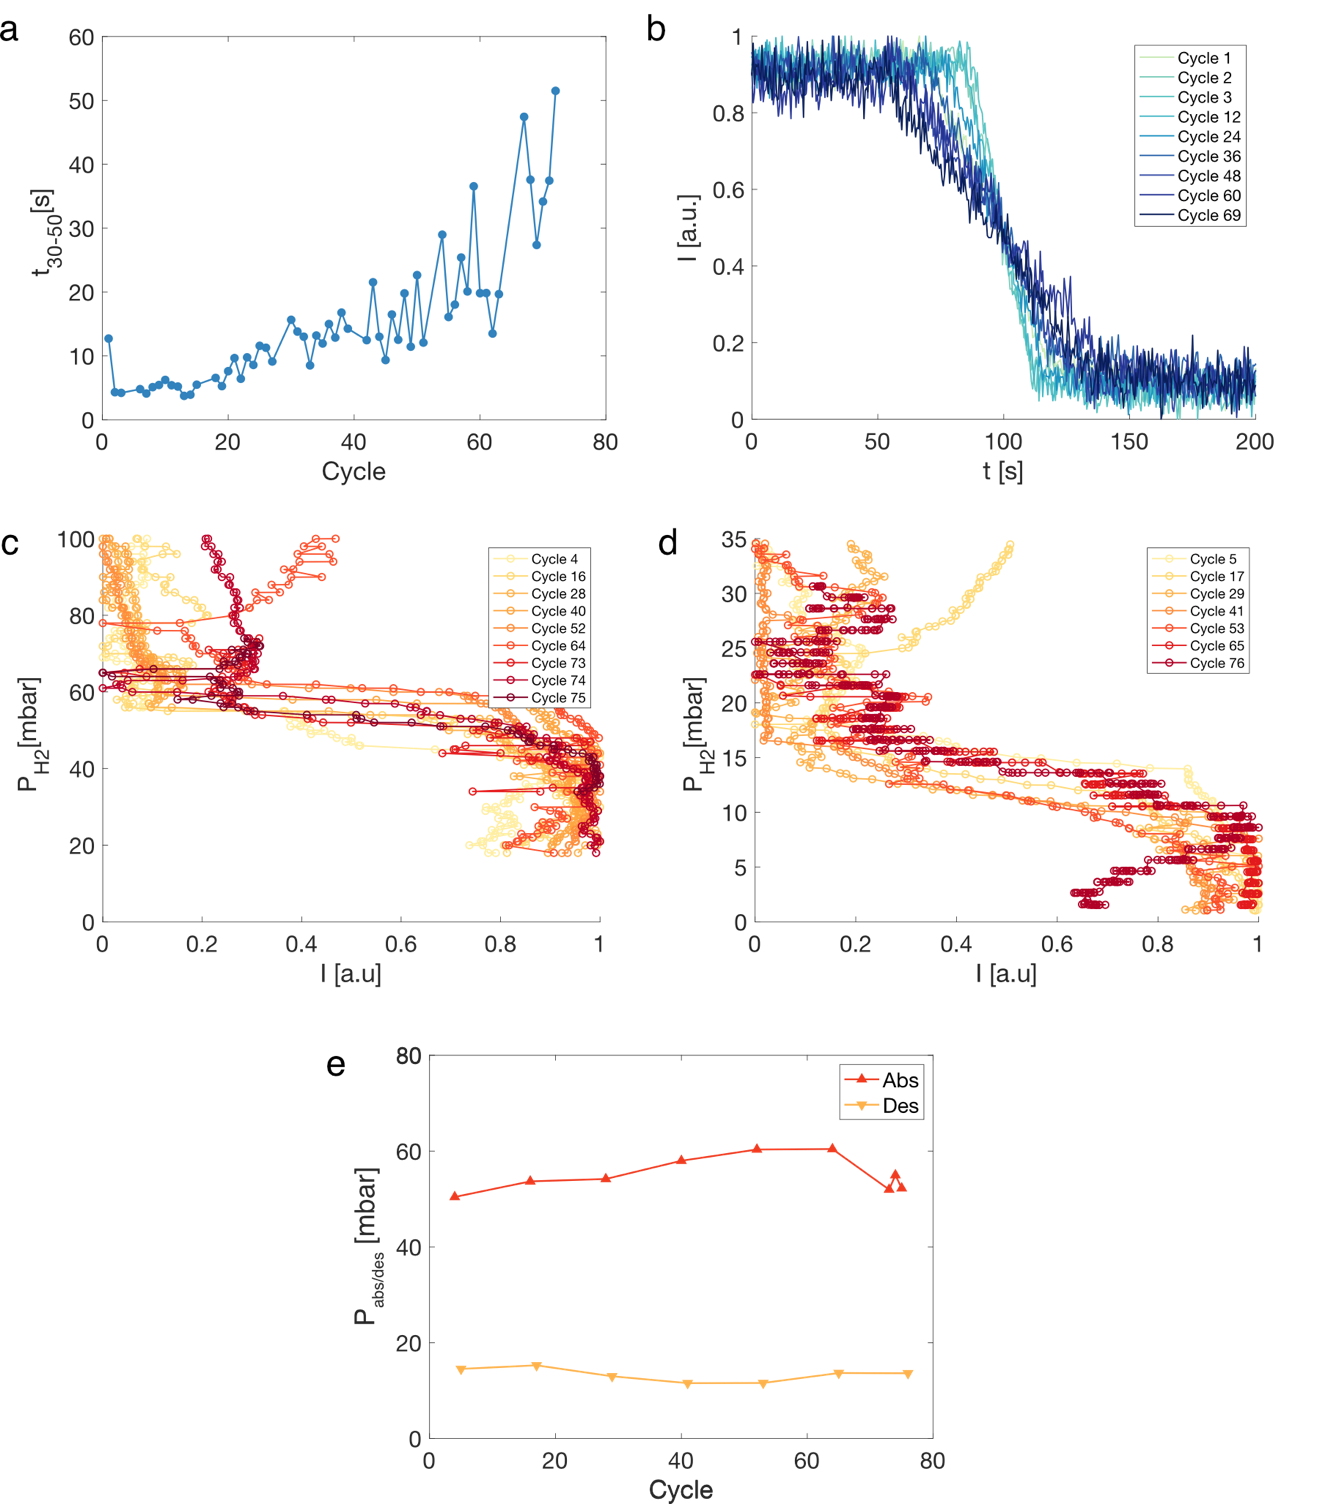 a
60
50
40
30
20
10
0
t30-50[s]
0 20 40 60 80
Cycle
b
1
0.8
0.6
0.4
0.2
0
I [a.u.]
0 50 100 150 200
t [s]
Cycle 1
Cycle 2
Cycle 3
Cycle 12
Cycle 24
Cycle 36
Cycle 48
Cycle 60
Cycle 69
c
100
80
60
40
20
0
PH2[mbar]
0 0.2 0.4 0.6 0.8 1
I [a.u]
Cycle 4
Cycle 16
Cycle 28
Cycle 40
Cycle 52
Cycle 64
Cycle 73
Cycle 74
Cycle 75
d
35
30
25
20
15
10
5
0
PH2[mbar]
0 0.2 0.4 0.6 0.8 1
I [a.u]
Cycle 5
Cycle 17
Cycle 29
Cycle 41
Cycle 53
Cycle 65
Cycle 76
e
80
60
40
20
0
Pabs/des [mbar]
0 20 40 60 80
Cycle
Abs
Des